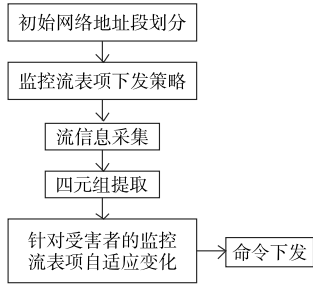 初始网络地址段划分
监控流表项下发策略
流信息采集
四元组提取
针对受害者的监控
流表项自适应变化
命令下发